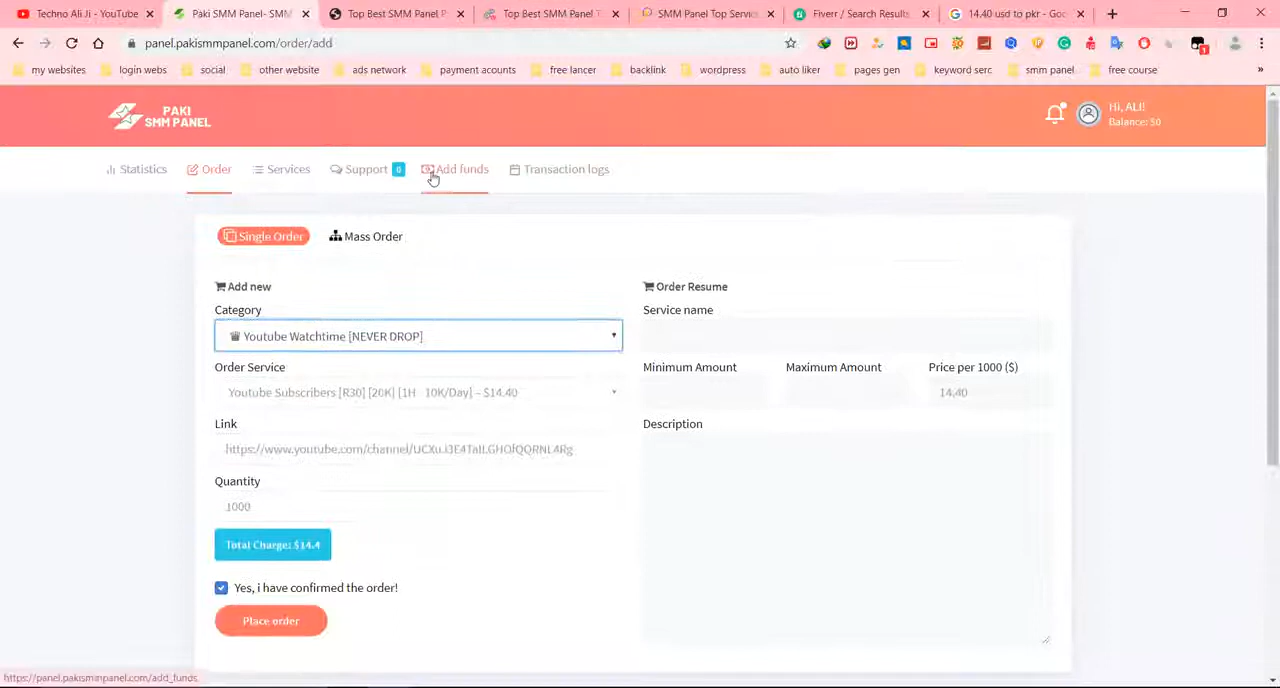 Techno Ali Ji - YouTube
Paki SMM Panel- SMM
Top Best SMM Panel P
Top Best SMM Panel T
SMM Panel Top Servic
Fiverr / Search Results
14.40 usd to pkr - Goo
panel.pakismmpanel.com/order/add
my websites
login webs
social
other website
ads network
payment acounts
free lancer
backlink
wordpress
auto liker
pages gen
keyword serc
smm panel
free course
»
PAKI
SMM PANEL
Hi, ALI!
Balance: $0
Statistics
Order
Services
Support 0
Add funds
Transaction logs
Single Order
Mass Order
Add new
Order Resume
Category
Service name
Youtube Watchtime [NEVER DROP]
Order Service
Minimum Amount
Maximum Amount
Price per 1000 ($)
Youtube Subscribers [R30] [20K] [1H - 10K/Day] - $14.40
14.40
Link
Description
https://www.youtube.com/channel/
Quantity
1000
Total Charge: $14.4
Yes, i have confirmed the order!
Place order
https://panel.pakismmpanel.com/add_funds